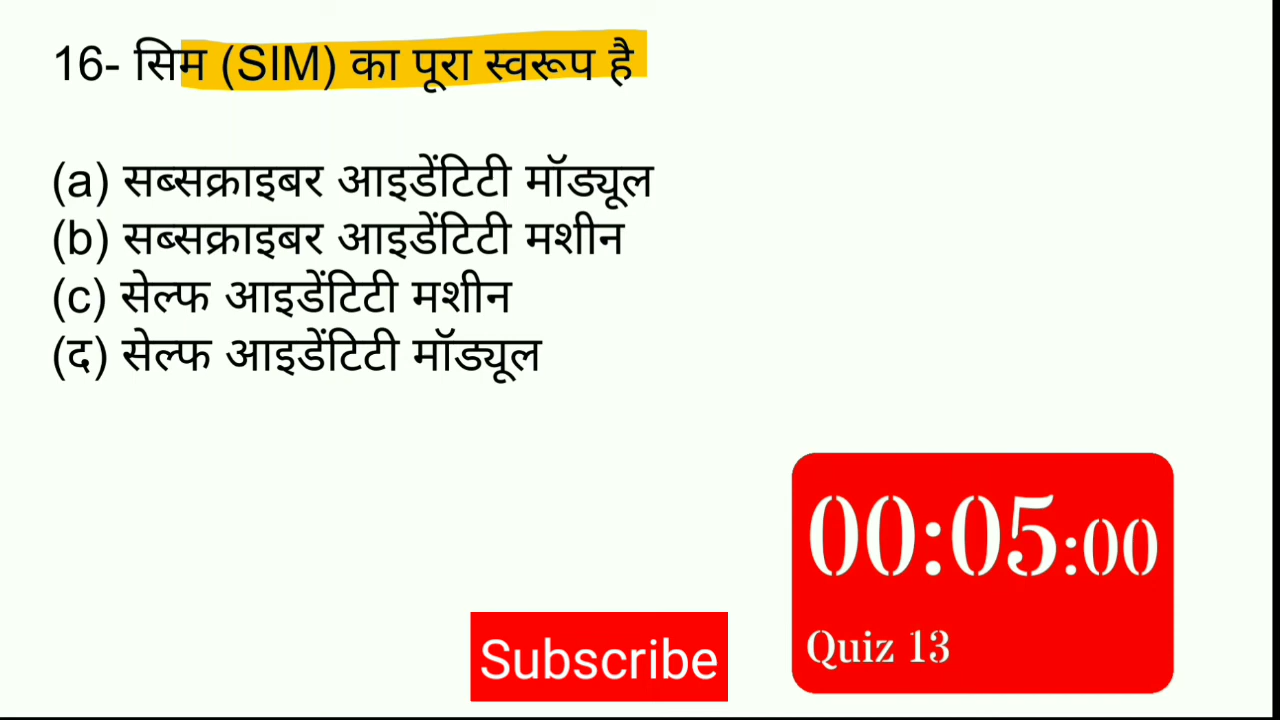 16- सिम (SIM) का पूरा स्वरूप है
(a) सब्सक्राइबर आइडेंटिटी मॉड्यूल
(b) सब्सक्राइबर आइडेंटिटी मशीन
(c) सेल्फ आइडेंटिटी मशीन
(द) सेल्फ आइडेंटिटी मॉड्यूल
00:05:00
Quiz 13
Subscribe